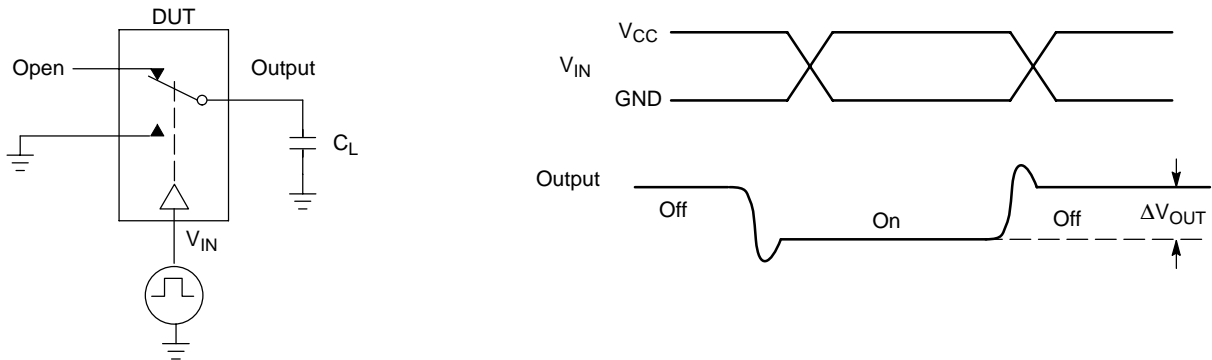 DUT
Open
Output
C_L
V_IN
V_CC
V_IN
GND
Output
Off
On
Off
ΔV_OUT